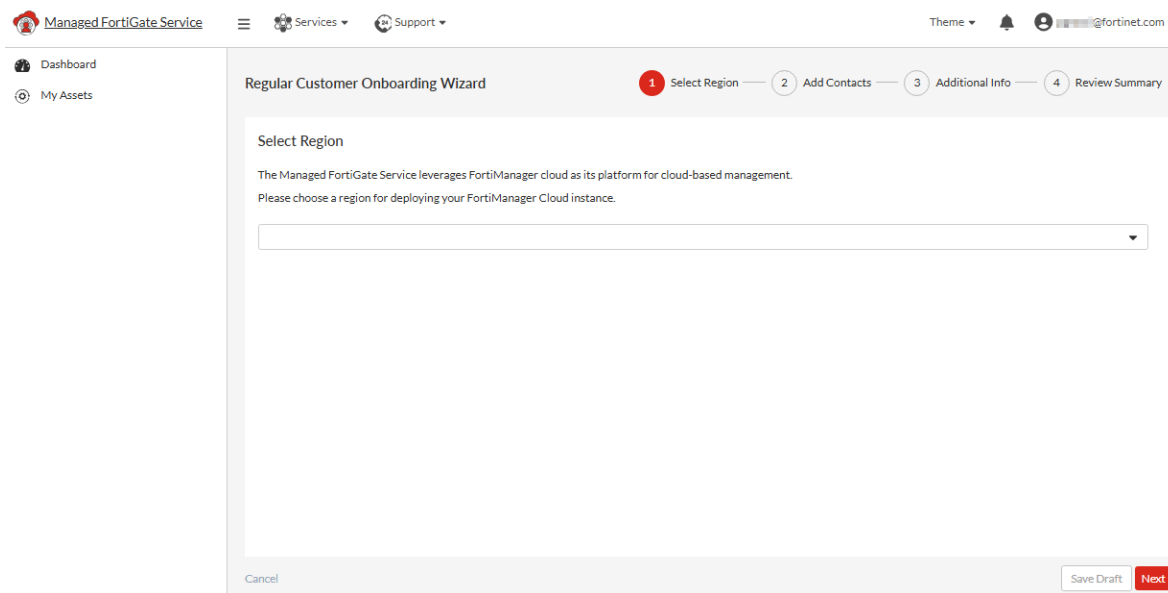 Managed FortiGate Service
Services
24
Support
Theme
@fortinet.com
Dashboard
My Assets
Regular Customer Onboarding Wizard
1 Select Region
2 Add Contacts
3 Additional Info
4 Review Summary
Select Region
The Managed FortiGate Service leverages FortiManager cloud as its platform for cloud-based management.
Please choose a region for deploying your FortiManager Cloud instance.
Cancel
Save Draft
Next